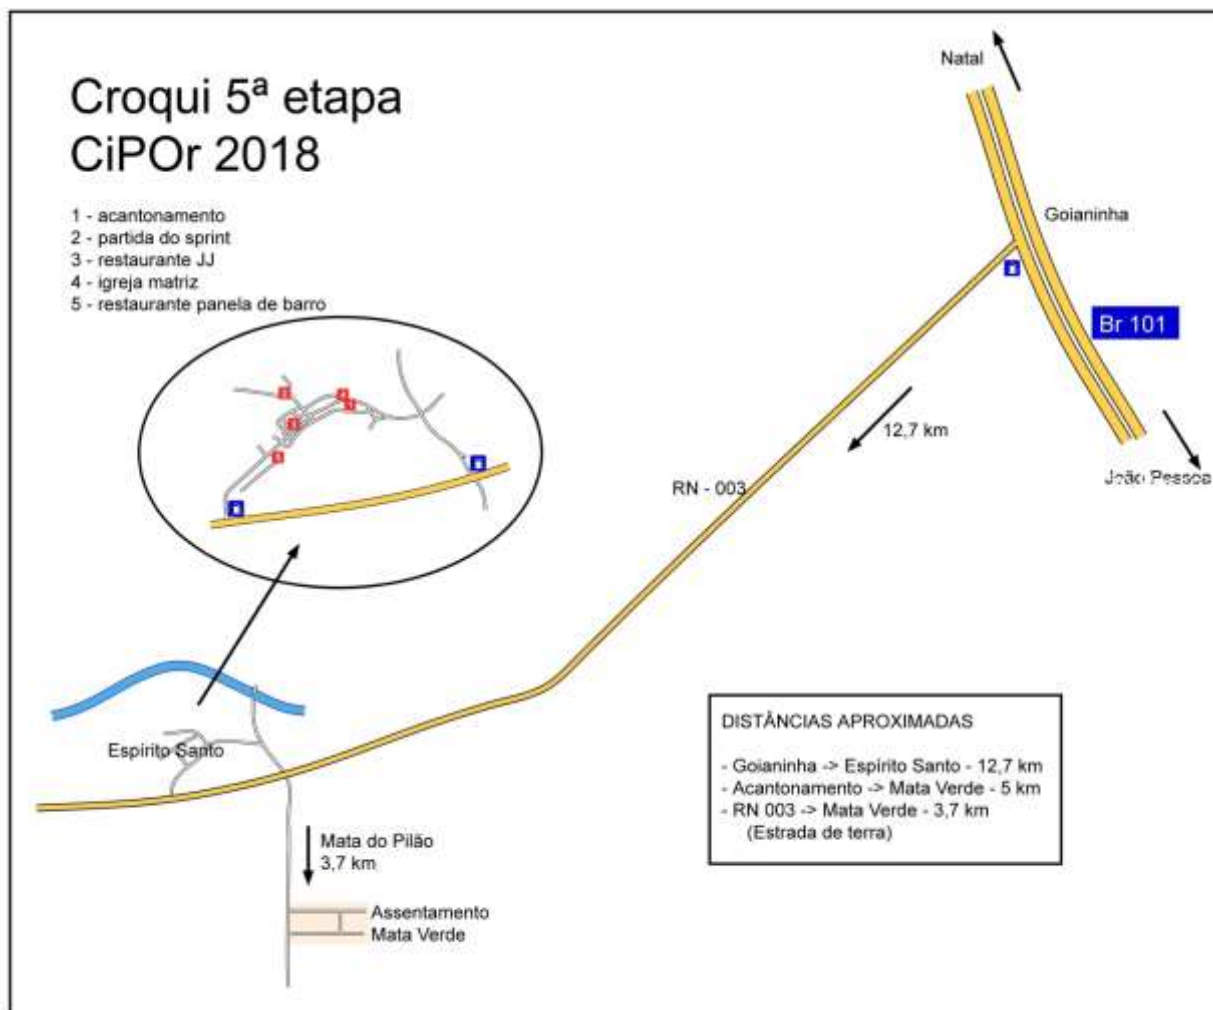 Croqui 5ª etapa
CiPOr 2018
1 - acantonamento
2 - partida do sprint
3 - restaurante JJ
4 - igreja matriz
5 - restaurante panela de barro
Natal
Goianinha
Br 101
12,7 km
João Pessoa
RN - 003
Espirito Santo
Mata do Pilão
3,7 km
Assentamento
Mata Verde
DISTÂNCIAS APROXIMADAS
- Goianinha -> Espirito Santo - 12,7 km
- Acantonamento -> Mata Verde - 5 km
- RN 003 -> Mata Verde - 3,7 km
(Estrada de terra)